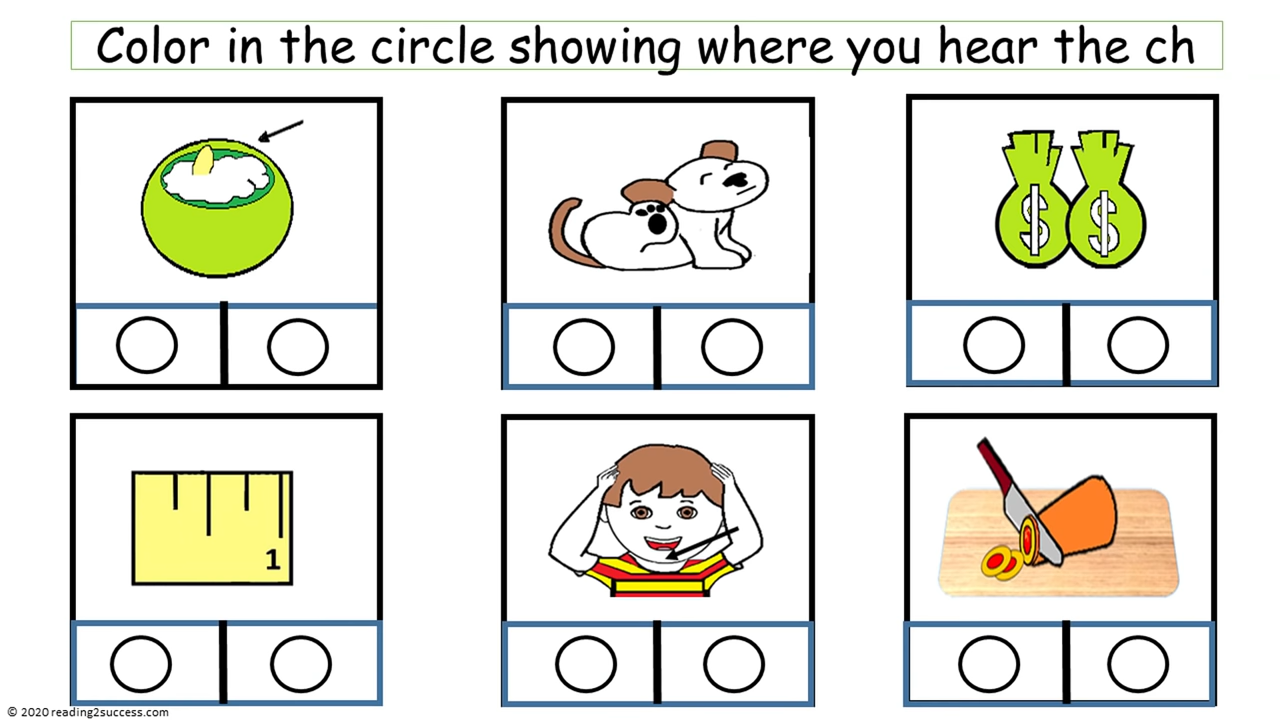 Color in the circle showing where you hear the ch
$ $
1
© 2020 reading2success.com